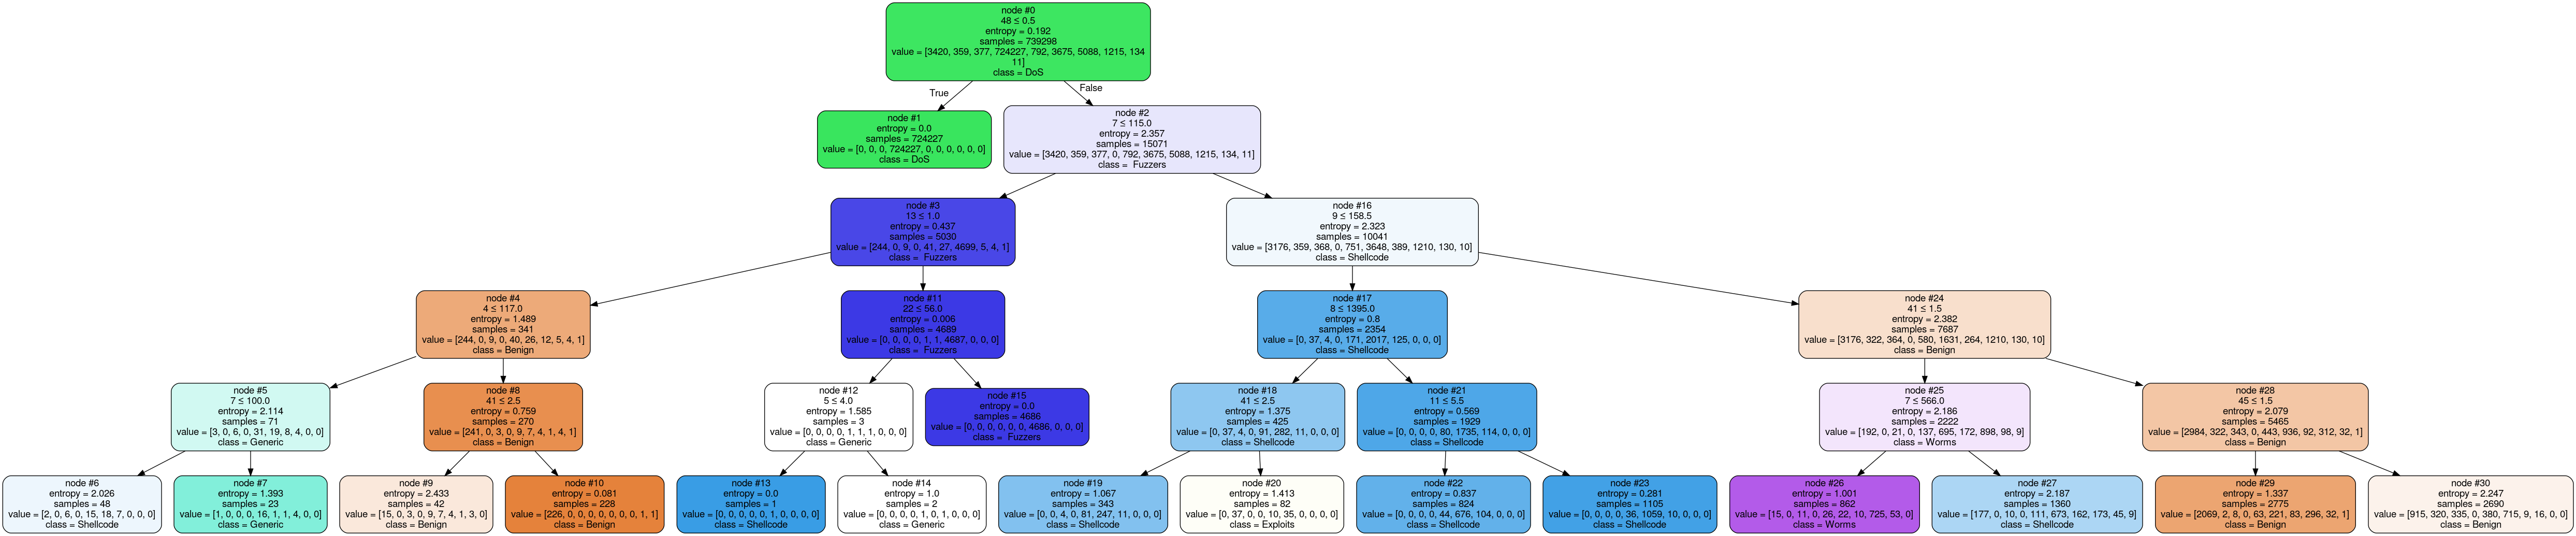 node #0
48 ≤ 0.5
entropy = 0.192
samples = 739298
value = [3420, 359, 377, 724227, 792, 3675, 5088, 1215, 134
11]
class = DoS
True
False
node #1
entropy = 0.0
samples = 724227
value = [0, 0, 0, 724227, 0, 0, 0, 0, 0, 0]
class = DoS
node #2
7 ≤ 115.0
entropy = 2.357
samples = 15071
value = [3420, 359, 377, 0, 792, 3675, 5088, 1215, 134, 11]
class =  Fuzzers
node #3
13 ≤ 1.0
entropy = 0.437
samples = 5030
value = [244, 0, 9, 0, 41, 27, 4699, 5, 4, 1]
class =  Fuzzers
node #16
9 ≤ 158.5
entropy = 2.323
samples = 10041
value = [3176, 359, 368, 0, 751, 3648, 389, 1210, 130, 10]
class = Shellcode
node #4
4 ≤ 117.0
entropy = 1.489
samples = 341
value = [244, 0, 9, 0, 40, 26, 12, 5, 4, 1]
class = Benign
node #11
22 ≤ 56.0
entropy = 0.006
samples = 4689
value = [0, 0, 0, 0, 1, 1, 4687, 0, 0, 0]
class =  Fuzzers
node #17
8 ≤ 1395.0
entropy = 0.8
samples = 2354
value = [0, 37, 4, 0, 171, 2017, 125, 0, 0, 0]
class = Shellcode
node #24
41 ≤ 1.5
entropy = 2.382
samples = 7687
value = [3176, 322, 364, 0, 580, 1631, 264, 1210, 130, 10]
class = Benign
node #5
7 ≤ 100.0
entropy = 2.114
samples = 71
value = [3, 0, 6, 0, 31, 19, 8, 4, 0, 0]
class = Generic
node #8
41 ≤ 2.5
entropy = 0.759
samples = 270
value = [241, 0, 3, 0, 9, 7, 4, 1, 4, 1]
class = Benign
node #12
5 ≤ 4.0
entropy = 1.585
samples = 3
value = [0, 0, 0, 0, 1, 1, 1, 0, 0, 0]
class = Generic
node #15
entropy = 0.0
samples = 4686
value = [0, 0, 0, 0, 0, 0, 4686, 0, 0, 0]
class =  Fuzzers
node #18
41 ≤ 2.5
entropy = 1.375
samples = 425
value = [0, 37, 4, 0, 91, 282, 11, 0, 0, 0]
class = Shellcode
node #21
11 ≤ 5.5
entropy = 0.569
samples = 1929
value = [0, 0, 0, 0, 80, 1735, 114, 0, 0, 0]
class = Shellcode
node #25
7 ≤ 566.0
entropy = 2.186
samples = 2222
value = [192, 0, 21, 0, 137, 695, 172, 898, 98, 9]
class = Worms
node #28
45 ≤ 1.5
entropy = 2.079
samples = 5465
value = [2984, 322, 343, 0, 443, 936, 92, 312, 32, 1]
class = Benign
node #6
entropy = 2.026
samples = 48
value = [2, 0, 6, 0, 15, 18, 7, 0, 0, 0]
class = Shellcode
node #7
entropy = 1.393
samples = 23
value = [1, 0, 0, 0, 16, 1, 1, 4, 0, 0]
class = Generic
node #9
entropy = 2.433
samples = 42
value = [15, 0, 3, 0, 9, 7, 4, 1, 3, 0]
class = Benign
node #10
entropy = 0.081
samples = 228
value = [226, 0, 0, 0, 0, 0, 0, 0, 1, 1]
class = Benign
node #13
entropy = 0.0
samples = 1
value = [0, 0, 0, 0, 0, 1, 0, 0, 0, 0]
class = Shellcode
node #14
entropy = 1.0
samples = 2
value = [0, 0, 0, 0, 1, 0, 1, 0, 0, 0]
class = Generic
node #19
entropy = 1.067
samples = 343
value = [0, 0, 4, 0, 81, 247, 11, 0, 0, 0]
class = Shellcode
node #20
entropy = 1.413
samples = 82
value = [0, 37, 0, 0, 10, 35, 0, 0, 0, 0]
class = Exploits
node #22
entropy = 0.837
samples = 824
value = [0, 0, 0, 0, 44, 676, 104, 0, 0, 0]
class = Shellcode
node #23
entropy = 0.281
samples = 1105
value = [0, 0, 0, 0, 36, 1059, 10, 0, 0, 0]
class = Shellcode
node #26
entropy = 1.001
samples = 862
value = [15, 0, 11, 0, 26, 22, 10, 725, 53, 0]
class = Worms
node #27
entropy = 2.187
samples = 1360
value = [177, 0, 10, 0, 111, 673, 162, 173, 45, 9]
class = Shellcode
node #29
entropy = 1.337
samples = 2775
value = [2069, 2, 8, 0, 63, 221, 83, 296, 32, 1]
class = Benign
node #30
entropy = 2.247
samples = 2690
value = [915, 320, 335, 0, 380, 715, 9, 16, 0, 0]
class = Benign